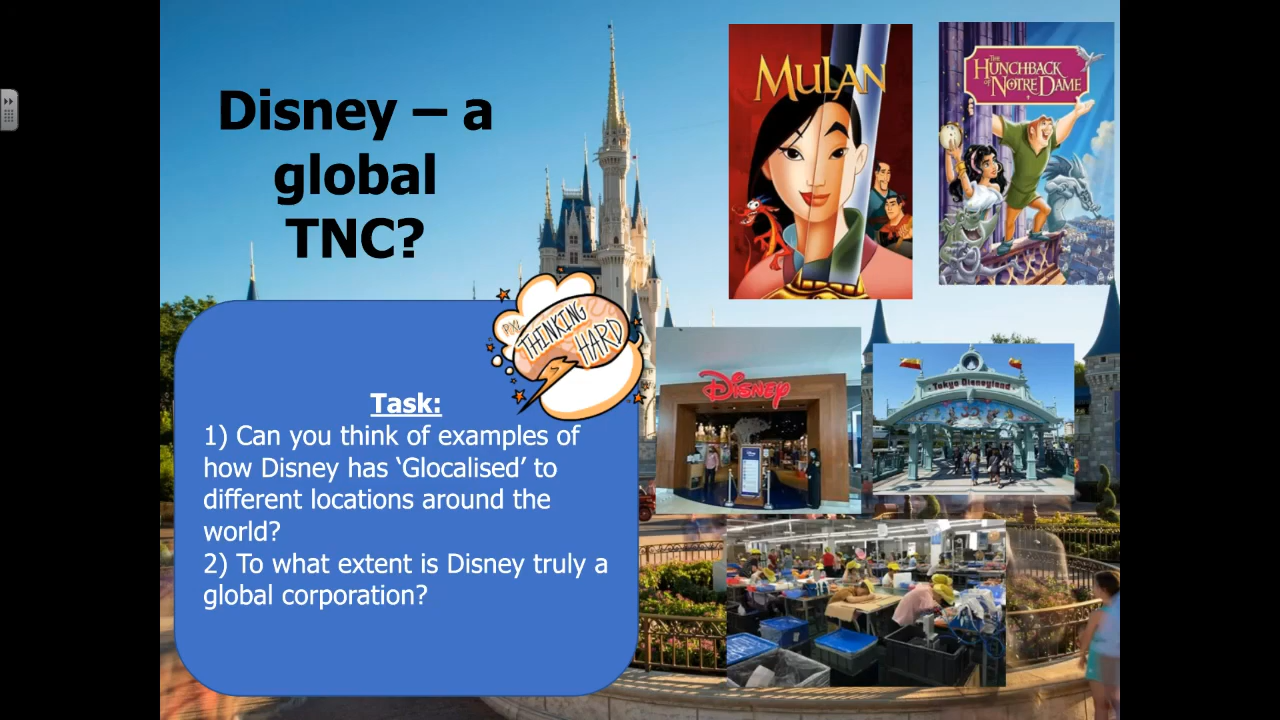 Disney – a
global
TNC?
MULAN
THE
HUNCHBACK
OF NOTRE DAME
PiXL
THINKING
HARD
Disney
Tokyo Disneyland
Task:
1) Can you think of examples of
how Disney has ‘Glocalised’ to
different locations around the
world?
2) To what extent is Disney truly a
global corporation?